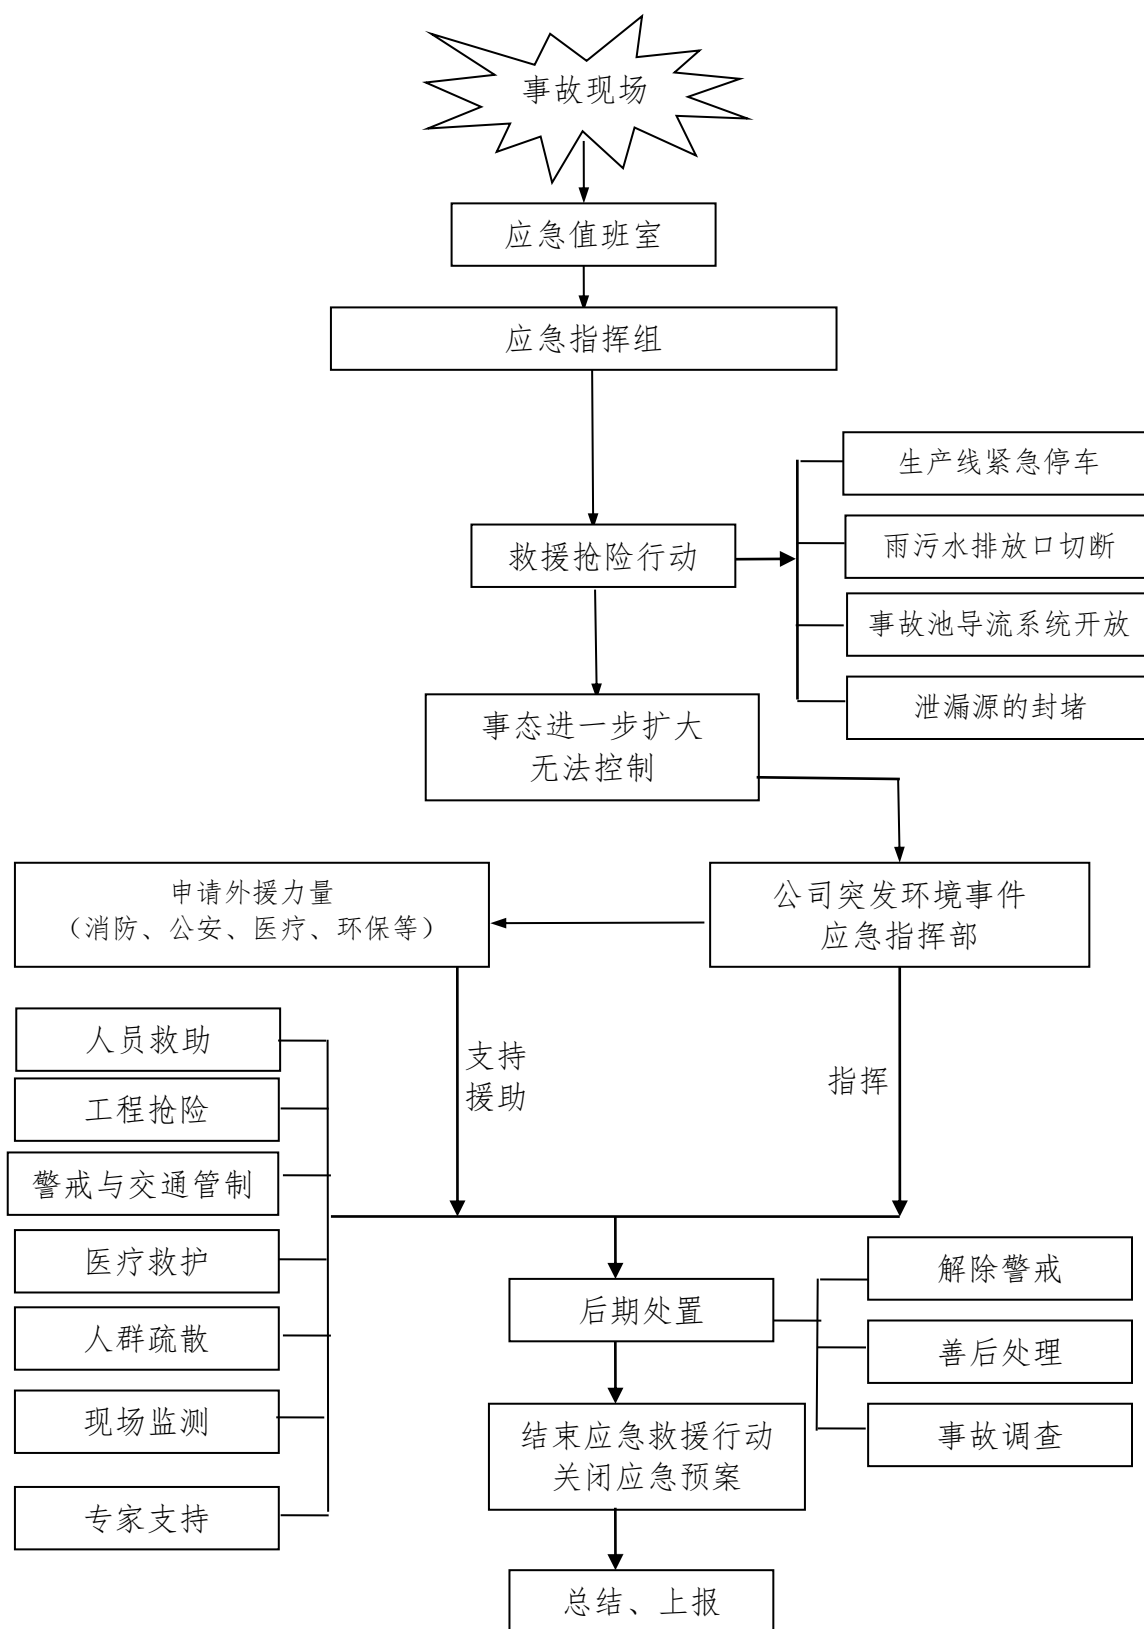 事故现场
应急值班室
应急指挥组
生产线紧急停车
救援抢险行动
雨污水排放口切断
事故池导流系统开放
泄漏源的封堵
事态进一步扩大
无法控制
申请外援力量
（消防、公安、医疗、环保等）
公司突发环境事件
应急指挥部
人员救助
工程抢险
警戒与交通管制
医疗救护
人群疏散
现场监测
专家支持
支持
援助
指挥
后期处置
解除警戒
善后处理
事故调查
结束应急救援行动
关闭应急预案
总结、上报